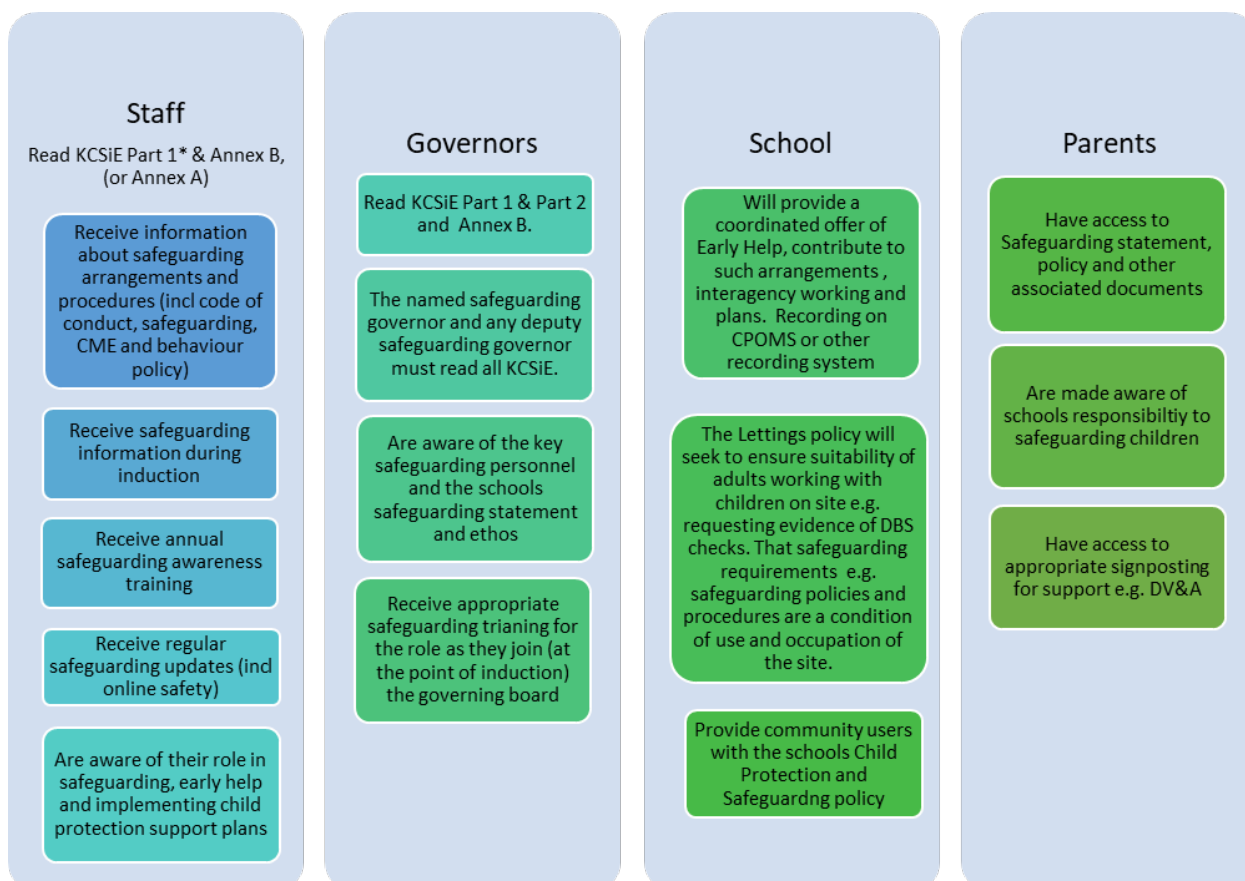 Staff
Read KCSiE Part 1* & Annex B,
(or Annex A)
Receive information
about safeguarding
arrangements and
procedures (incl code of
conduct, safeguarding,
CME and behaviour
policy)
Receive safeguarding
information during
induction
Receive annual
safeguarding awareness
training
Receive regular
safeguarding updates (incl
online safety)
Are aware of their role in
safeguarding, early help
and implementing child
protection support plans
Governors
Read KCSiE Part 1 & Part 2
and Annex B.
The named safeguarding
governor and any deputy
safeguarding governor
must read all KCSiE.
Are aware of the key
safeguarding personnel
and the schools
safeguarding statement
and ethos
Receive appropriate
safeguarding trianing for
the role as they join (at
the point of induction)
the governing board
School
Will provide a
coordinated offer of
Early Help, contribute to
such arrangements ,
interagency working and
plans. Recording on
CPOMS or other
recording system
The Lettings policy will
seek to ensure suitability of
adults working with
children on site e.g.
requesting evidence of DBS
checks. That safeguarding
requirements e.g.
safeguarding policies and
procedures are a condition
of use and occupation of
the site.
Provide community users
with the schools Child
Protection and
Safeguardng policy
Parents
Have access to
Safeguarding statement,
policy and other
associated documents
Are made aware of
schools responsibiltiy to
safeguarding children
Have access to
appropriate signposting
for support e.g. DV&A